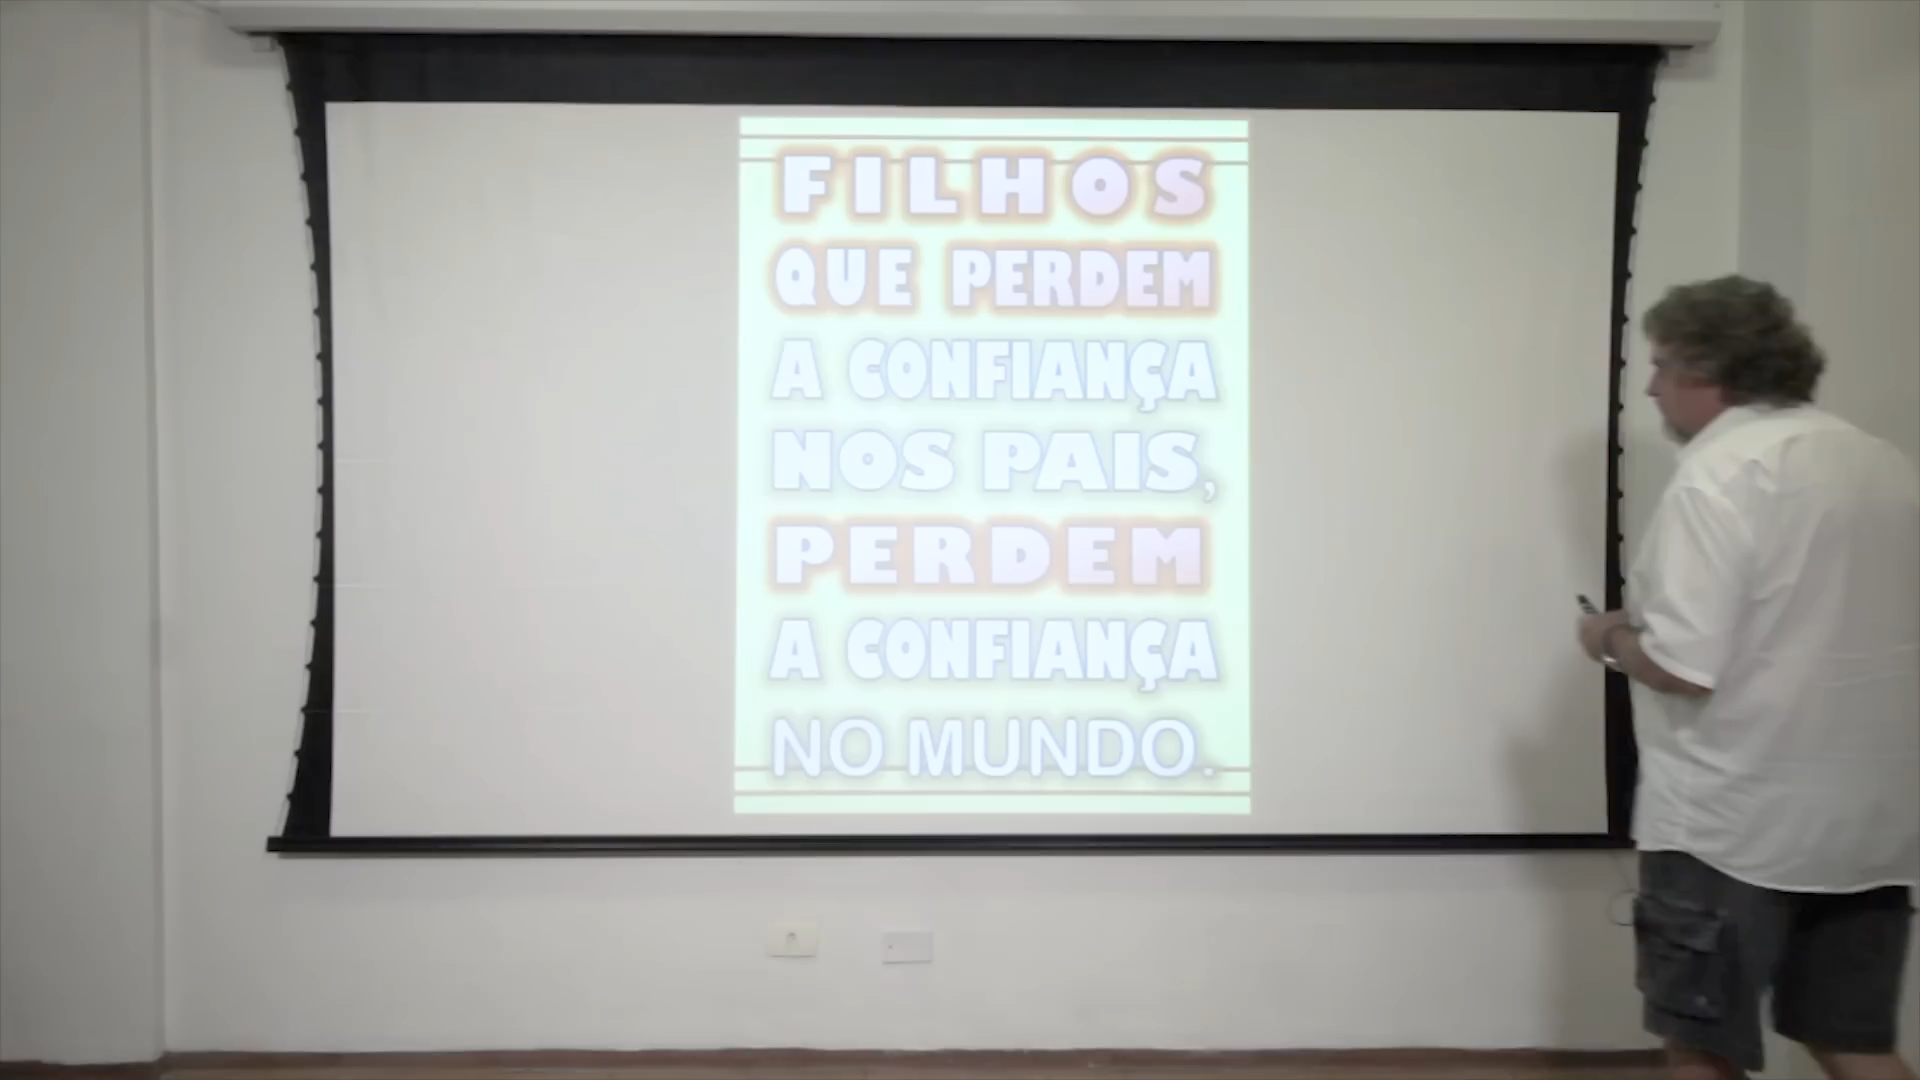 FILHOS
QUE PERDEM
A CONFIANÇA
NOS PAIS,
PERDEM
A CONFIANÇA
NO MUNDO.